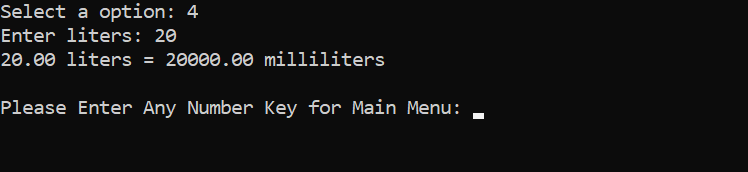 Select a option: 4
Enter liters: 20
20.00 liters = 20000.00 milliliters
Please Enter Any Number Key for Main Menu: